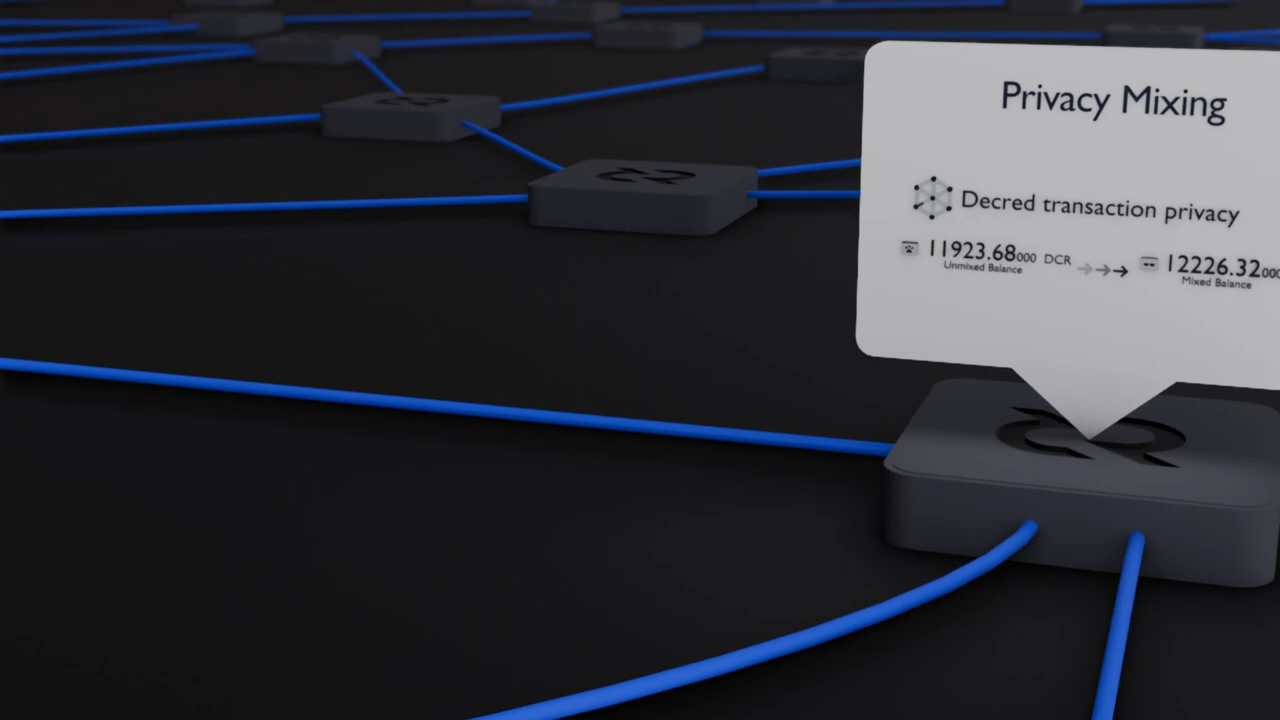 Privacy Mixing
Decred transaction privacy
11923.68000 DCR 12226.32000
Unmixed Balance Mixed Balance